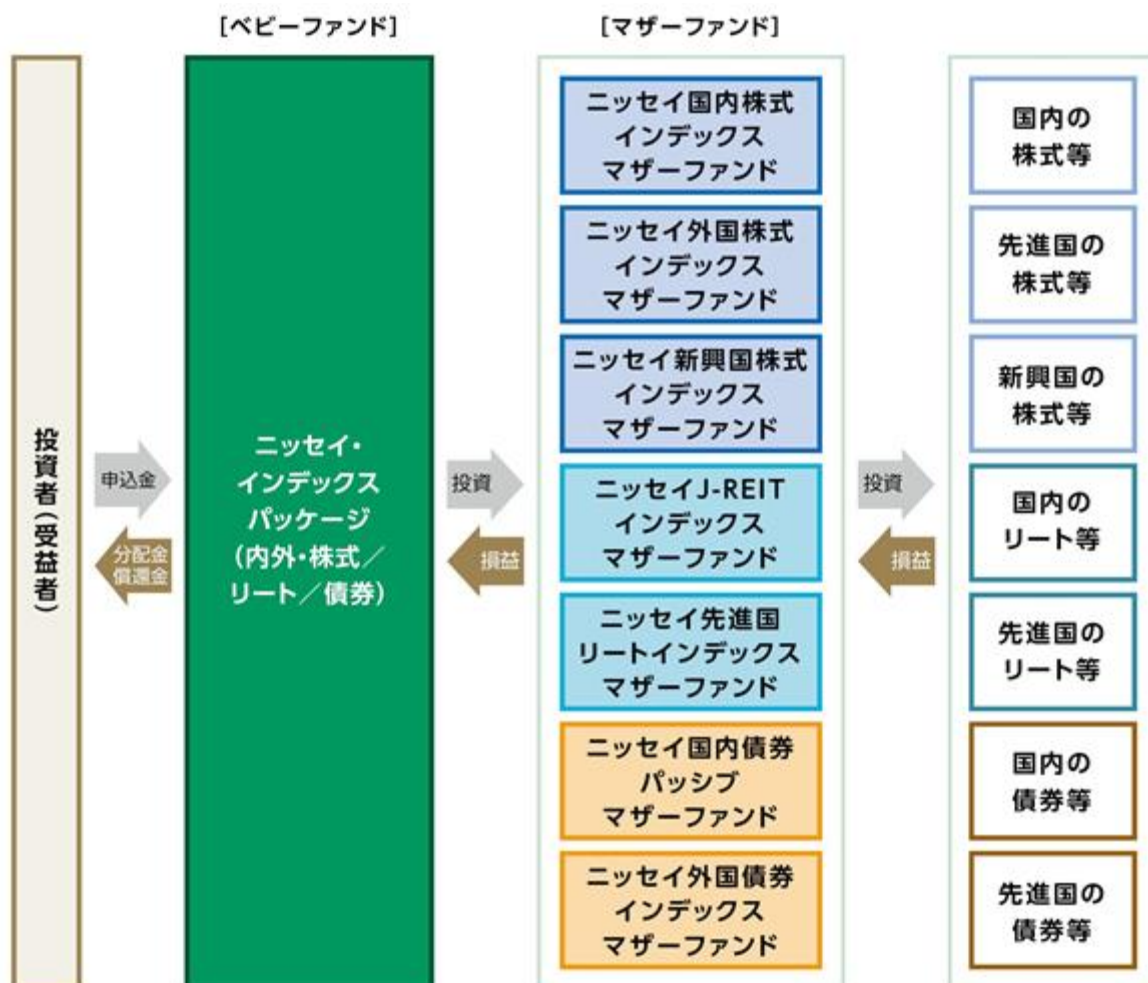 [ベビーファンド]
[マザーファンド]
投資者(受益者)
申込金
分配金
償還金
ニッセイ・
インデックス
パッケージ
(内外・株式/
リート/債券)
投資
損益
ニッセイ国内株式
インデックス
マザーファンド
ニッセイ外国株式
インデックス
マザーファンド
ニッセイ新興国株式
インデックス
マザーファンド
ニッセイJ-REIT
インデックス
マザーファンド
ニッセイ先進国
リートインデックス
マザーファンド
ニッセイ国内債券
パッシブ
マザーファンド
ニッセイ外国債券
インデックス
マザーファンド
投資
損益
国内の
株式等
先進国の
株式等
新興国の
株式等
国内の
リート等
先進国の
リート等
国内の
債券等
先進国の
債券等